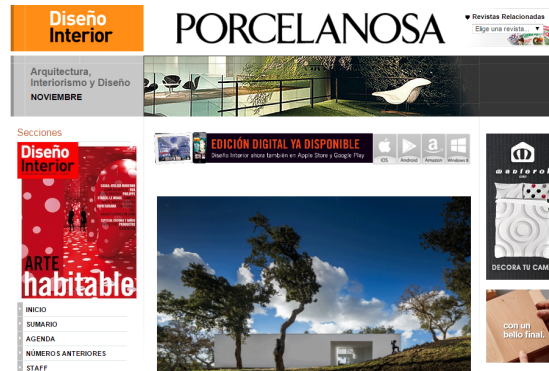 Diseño
Interior
PORCELANOSA
Revistas Relacionadas
Elige una revista...
Arquitectura,
Interiorismo y Diseño
NOVIEMBRE
Secciones
Diseño
Interior
ARTE
habitable
EDICIÓN DIGITAL YA DISPONIBLE
Diseño Interior ahora también en Apple Store y Google Play
iOS
Android
Amazon
Windows 8
DECORA TU CAM
con un
bello final.
INICIO
SUMARIO
AGENDA
NÚMEROS ANTERIORES
STAFF